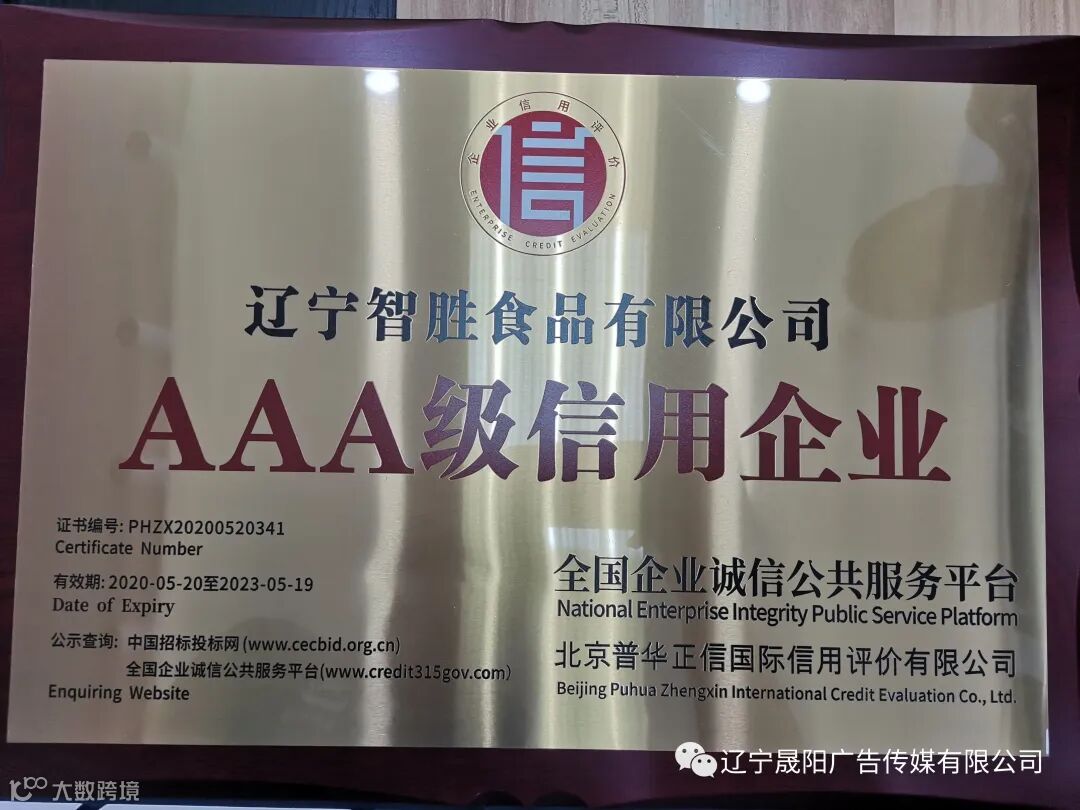 企业信用评价
信
ENTERPRISE CREDIT EVALUATION
辽宁智胜食品有限公司
AAA级信用企业
证书编号: PHZX20200520341
Certificate Number
有效期: 2020-05-20至2023-05-19
Date of Expiry
公示查询: 中国招标投标网(www.cecbid.org.cn)
全国企业诚信公共服务平台(www.credit315gov.com)
Enquiring Website
全国企业诚信公共服务平台
National Enterprise Integrity Public Service Platform
北京普华正信国际信用评价有限公司
Beijing Puhua Zhengxin International Credit Evaluation Co., Ltd.
辽宁晟阳广告传媒有限公司
大数跨境